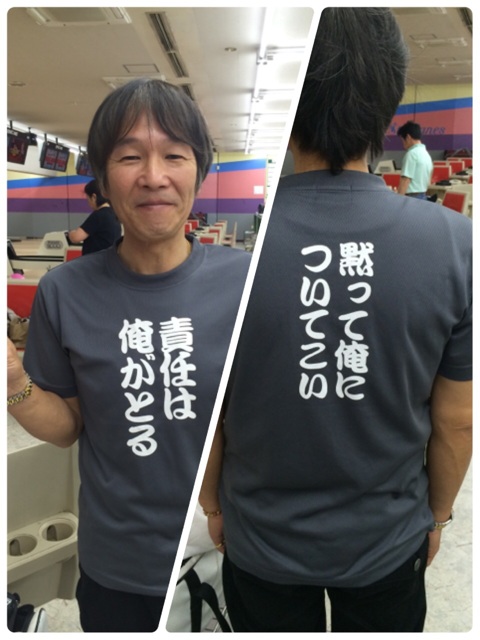 責任は
俺がとる
黙って俺に
ついてこい